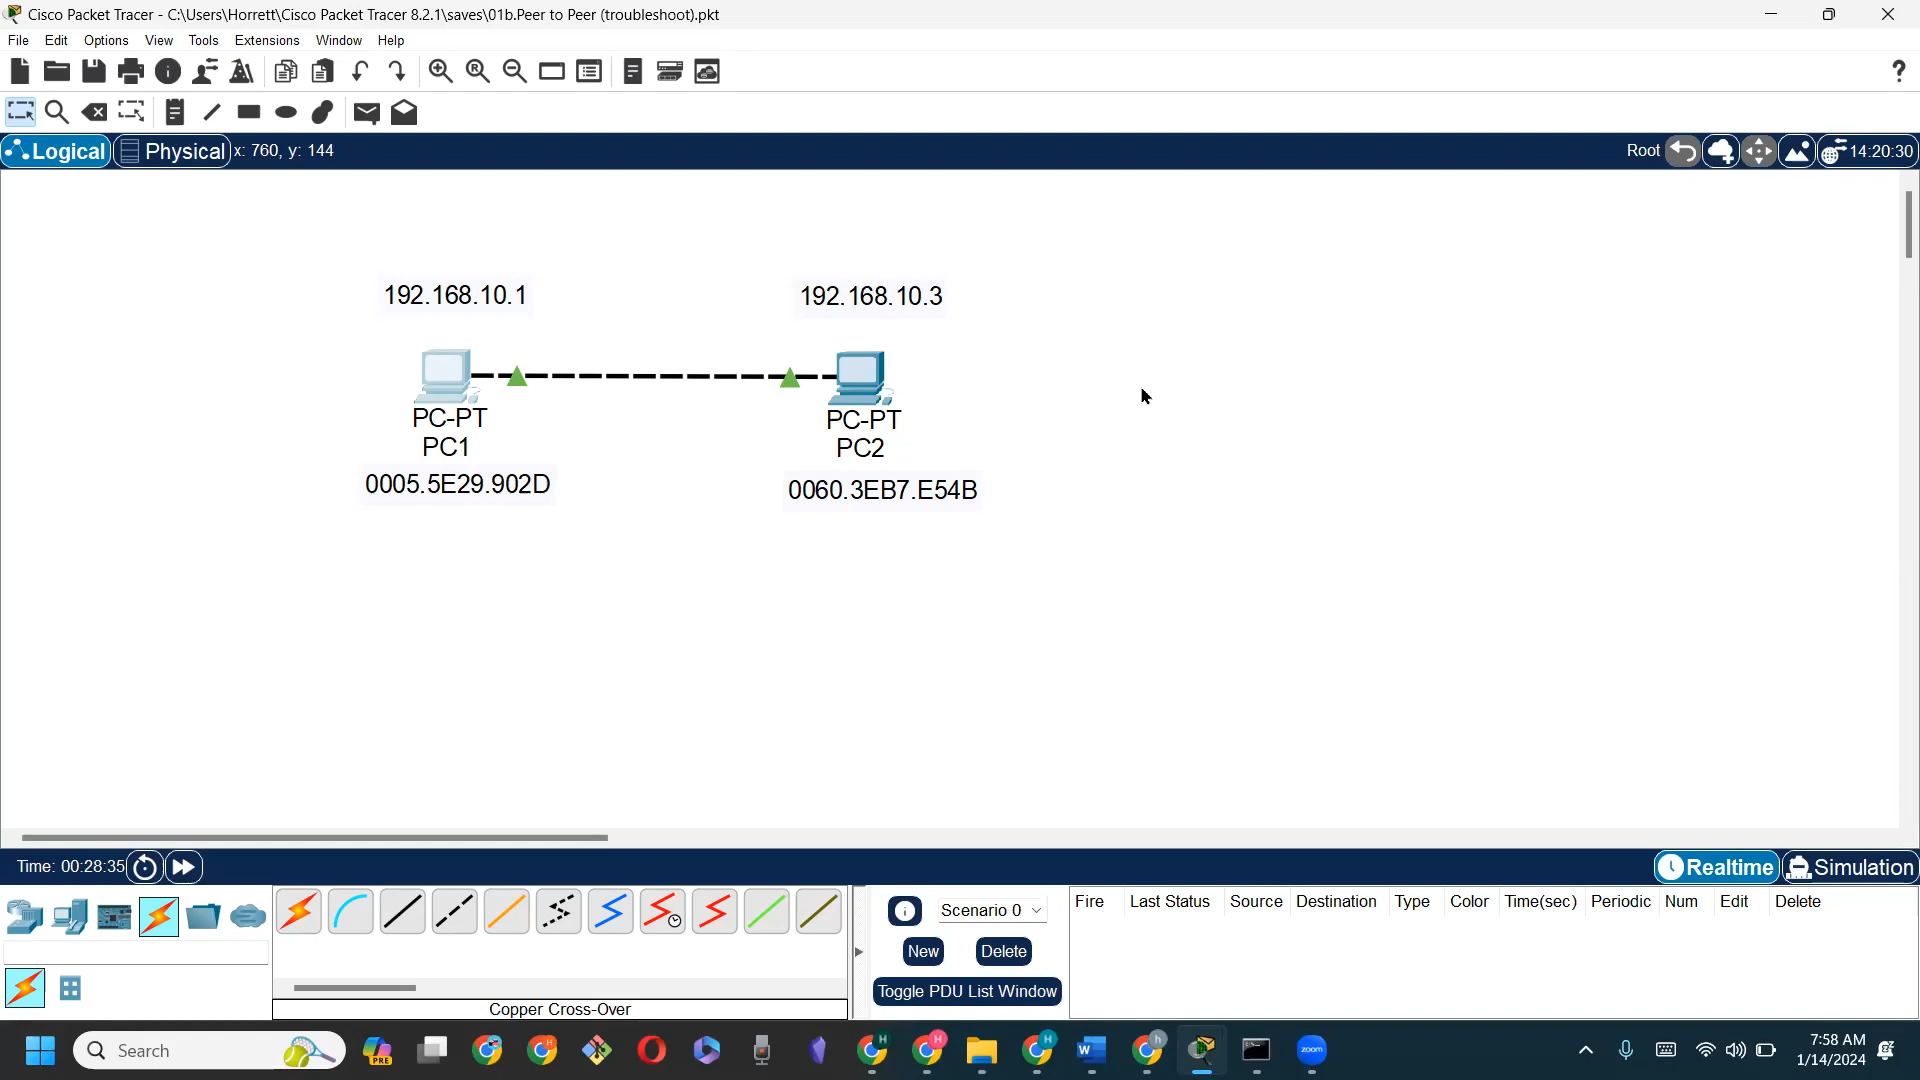 Cisco Packet Tracer - C:\Users\Horrett\Cisco Packet Tracer 8.2.1\saves\01b.Peer to Peer (troubleshoot).pkt
File Edit Options View Tools Extensions Window Help
?
Logical Physical x: 760, y: 144 Root 14:20:30
192.168.10.1 192.168.10.3
PC-PT PC-PT
PC1 PC2
0005.5E29.902D 0060.3EB7.E54B
Time: 00:28:35 Realtime Simulation
Scenario 0 Fire Last Status Source Destination Type Color Time(sec) Periodic Num Edit Delete
New Delete
Toggle PDU List Window
Copper Cross-Over
Search PRE zoom 7:58 AM
1/14/2024